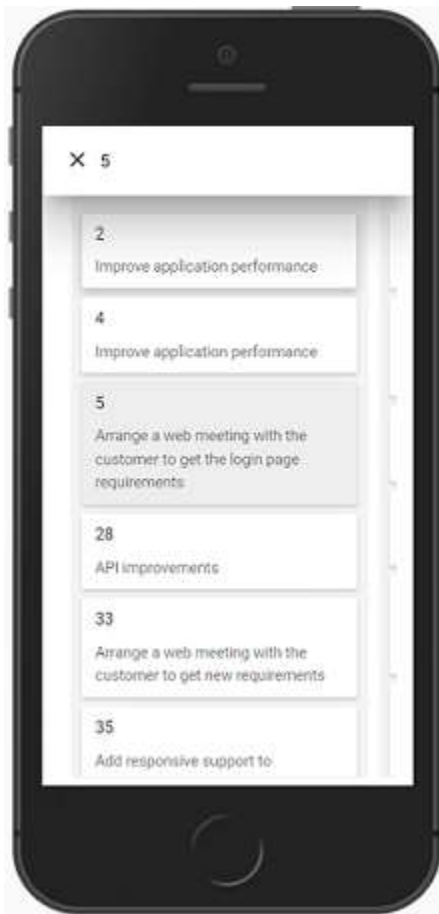 5
2
Improve application performance
4
Improve application performance
5
Arrange a web meeting with the
customer to get the login page
requirements
28
API improvements
33
Arrange a web meeting with the
customer to get new requirements
35
Add responsive support to